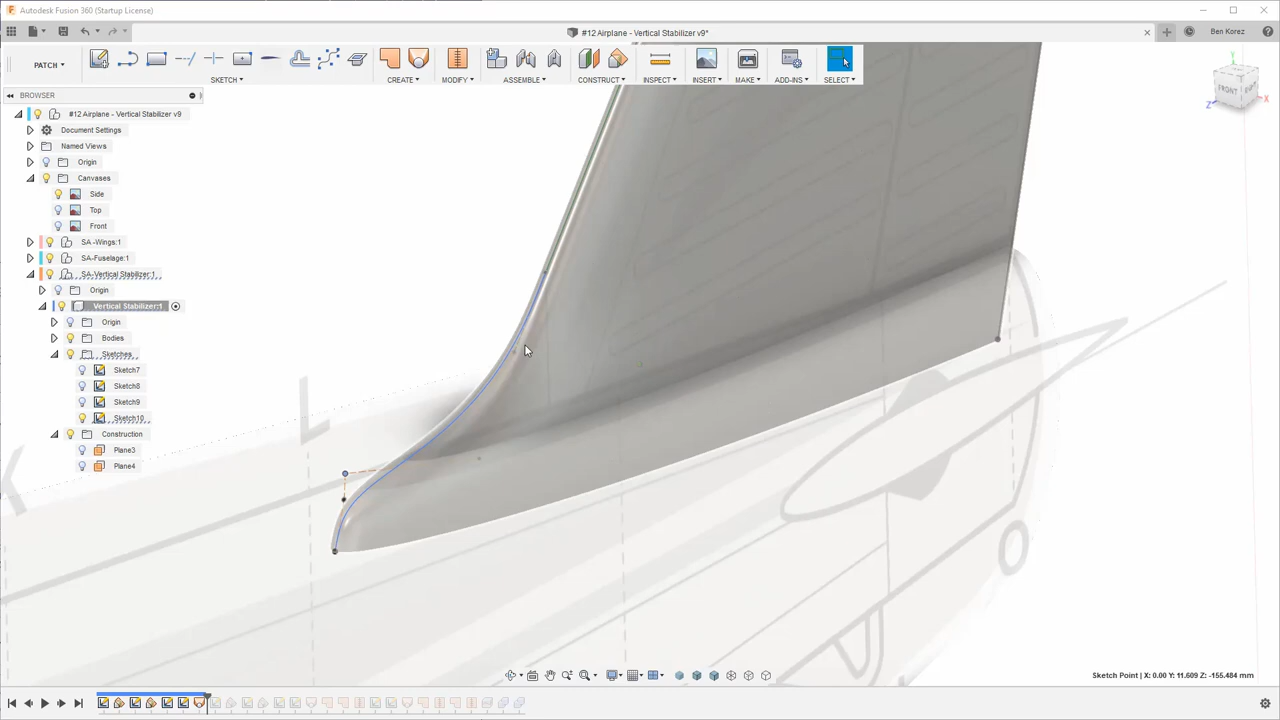 Autodesk Fusion 360 (Startup License)
#12 Airplane - Vertical Stabilizer v9*
Ben Korez
PATCH
SKETCH
CREATE
MODIFY
ASSEMBLE
CONSTRUCT
INSPECT
INSERT
MAKE
ADD-INS
SELECT
BROWSER
#12 Airplane - Vertical Stabilizer v9
Document Settings
Named Views
Origin
Canvases
Side
Top
Front
SA -Wings:1
SA-Fuselage:1
SA-Vertical Stabilizer:1
Origin
Vertical Stabilizer:1
Origin
Bodies
Sketches
Sketch7
Sketch8
Sketch9
Sketch10
Construction
Plane3
Plane4
Y
FRONT
Z
X
Sketch Point | X: 0.00 Y: 11.609 Z: -155.484 mm